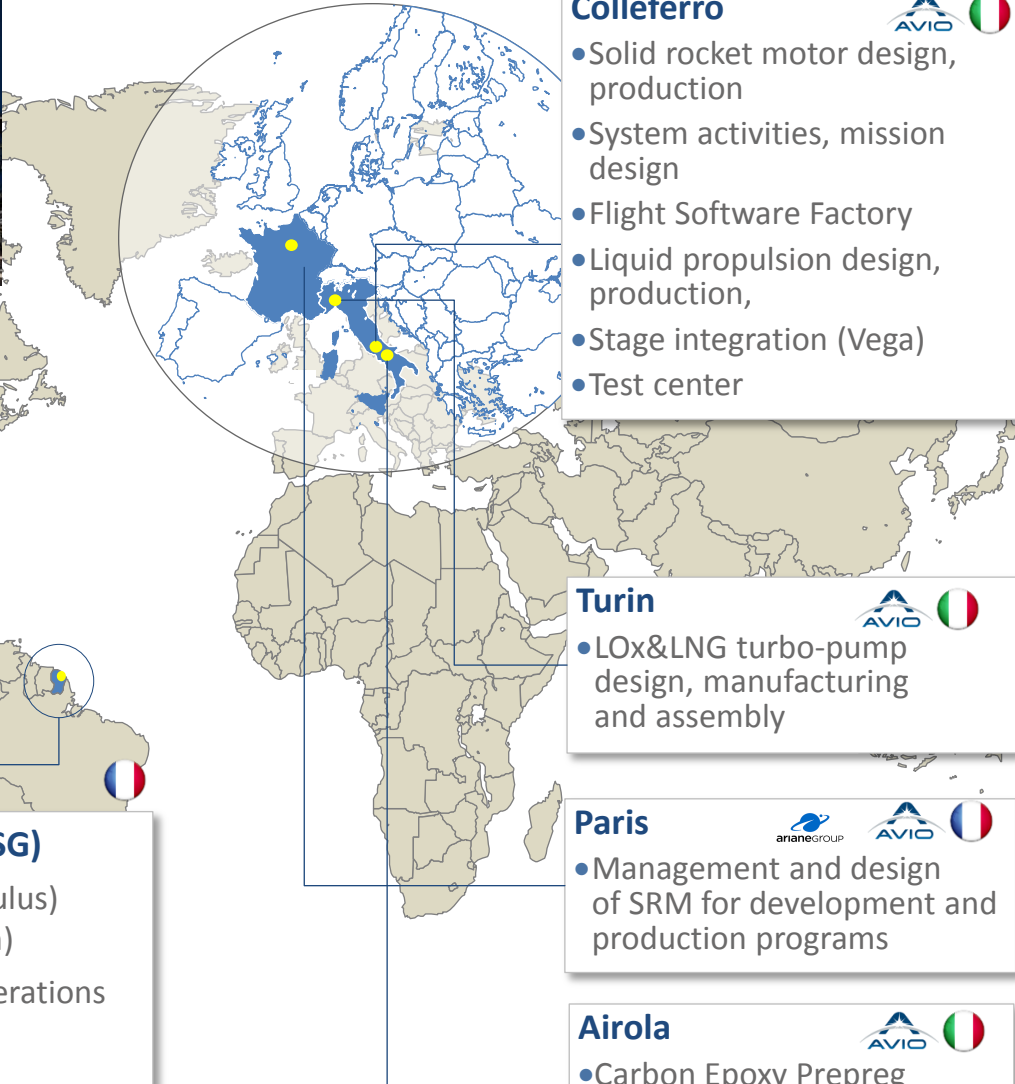 Colleferro
AVIO
•Solid rocket motor design,
production
•System activities, mission
design
•Flight Software Factory
•Liquid propulsion design,
production,
•Stage integration (Vega)
•Test center
Turin
AVIO
•LOx&LNG turbo-pump
design, manufacturing
and assembly
Paris
arianeGROUP
AVIO
•Management and design
of SRM for development and
production programs
Airola
AVIO
•Carbon Epoxy Prepreg
SG)
ulus)
)
erations